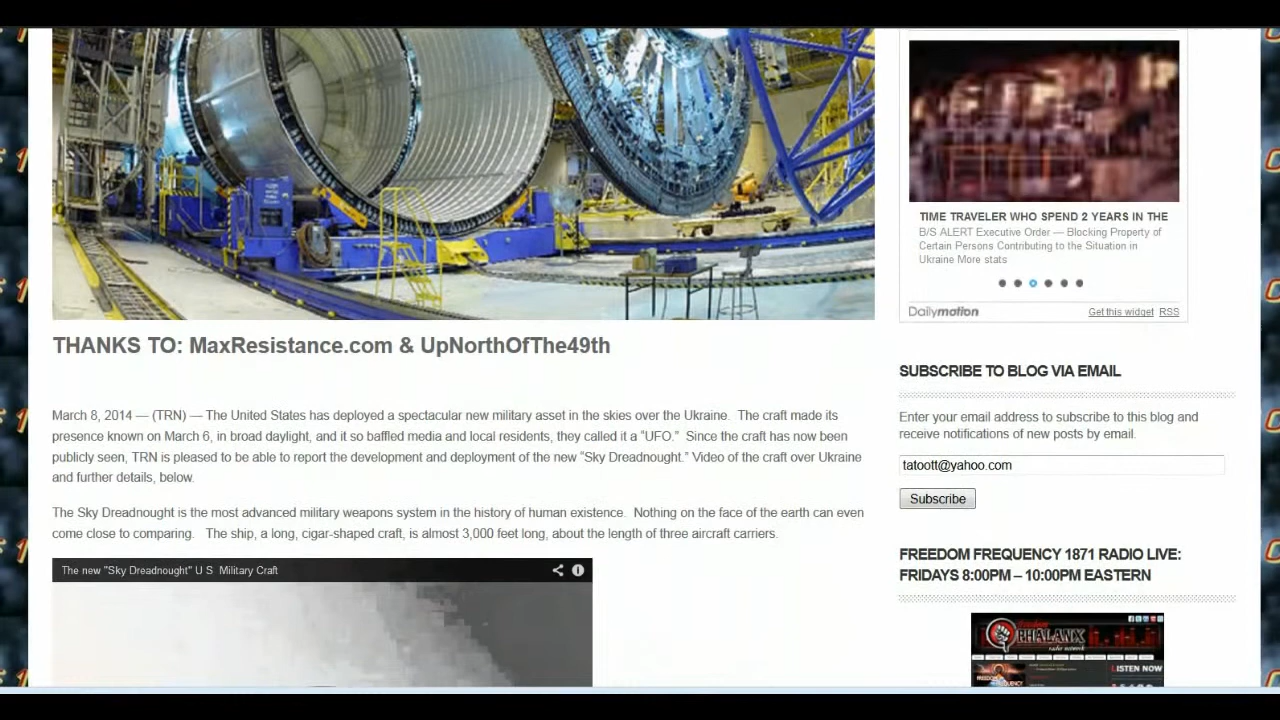 THANKS TO: MaxResistance.com & UpNorthOfThe49th
March 8, 2014 — (TRN) — The United States has deployed a spectacular new military asset in the skies over the Ukraine.  The craft made its
presence known on March 6, in broad daylight, and it so baffled media and local residents, they called it a "UFO."  Since the craft has now been
publicly seen, TRN is pleased to be able to report the development and deployment of the new "Sky Dreadnought." Video of the craft over Ukraine
and further details, below.
The Sky Dreadnought is the most advanced military weapons system in the history of human existence.  Nothing on the face of the earth can even
come close to comparing.   The ship, a long, cigar-shaped craft, is almost 3,000 feet long, about the length of three aircraft carriers.
The new "Sky Dreadnought" U S  Military Craft
TIME TRAVELER WHO SPEND 2 YEARS IN THE
B/S ALERT Executive Order — Blocking Property of
Certain Persons Contributing to the Situation in
Ukraine More stats
Dailymotion
Get this widget RSS
SUBSCRIBE TO BLOG VIA EMAIL
Enter your email address to subscribe to this blog and
receive notifications of new posts by email.
tatoott@yahoo.com
Subscribe
FREEDOM FREQUENCY 1871 RADIO LIVE:
FRIDAYS 8:00PM – 10:00PM EASTERN
PHALANX
radio network
LISTEN NOW